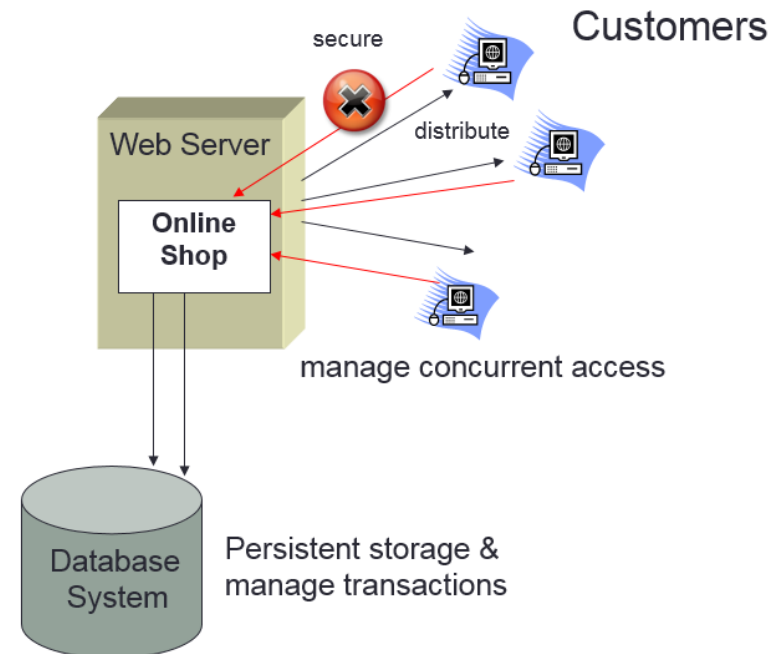 Customers
secure
distribute
Web Server
Online
Shop
manage concurrent access
Database
System
Persistent storage &
manage transactions